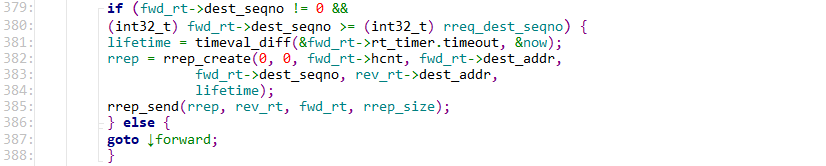 379: if (fwd_rt->dest_seqno != 0 &&
380: (int32_t) fwd_rt->dest_seqno >= (int32_t) rreq_dest_seqno) {
381: lifetime = timeval_diff(&fwd_rt->rt_timer.timeout, &now);
382: rrep = rrep_create(0, 0, fwd_rt->hcnt, fwd_rt->dest_addr,
383: fwd_rt->dest_seqno, rev_rt->dest_addr,
384: lifetime);
385: rrep_send(rrep, rev_rt, fwd_rt, rrep_size);
386: } else {
387: goto ↓forward;
388: }